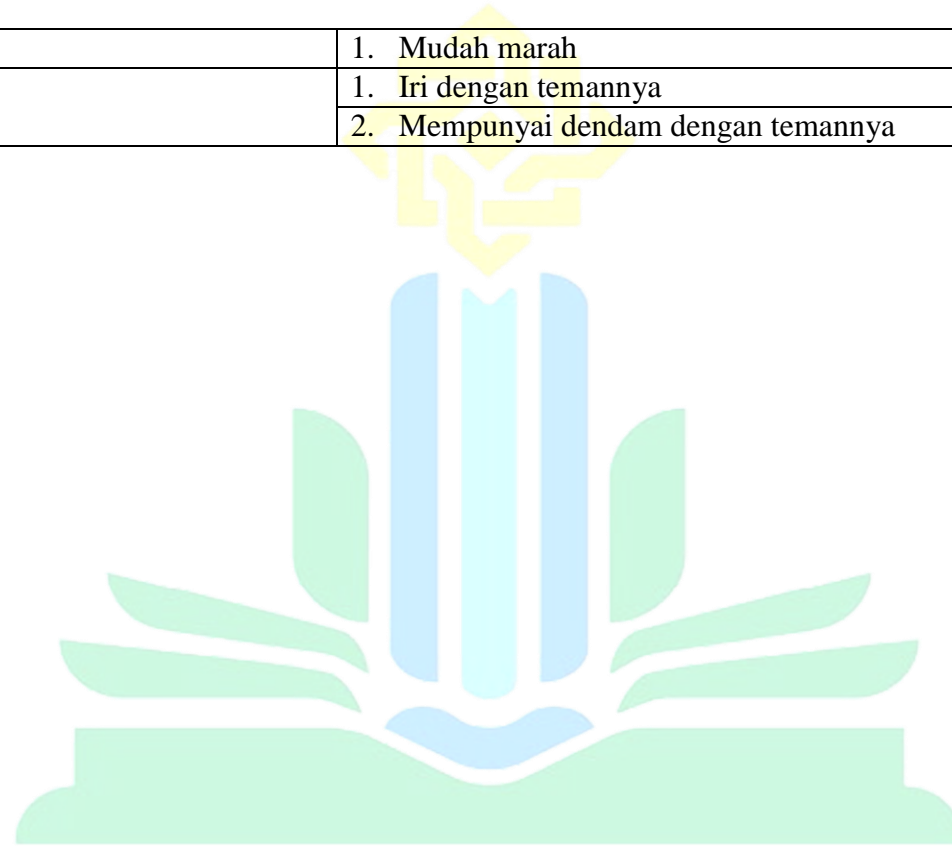 1. Mudah marah
1. Iri dengan temannya
2. Mempunyai dendam dengan temannya